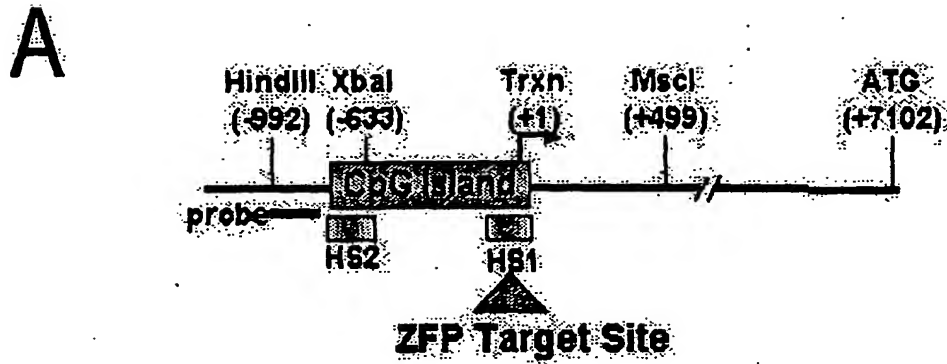 A
HindIII XbaI Trxn MscI ATG
(-992) (-633) (+1) (+499) (+7102)
CpG Island
probe
HS2 HS1
ZFP Target Site